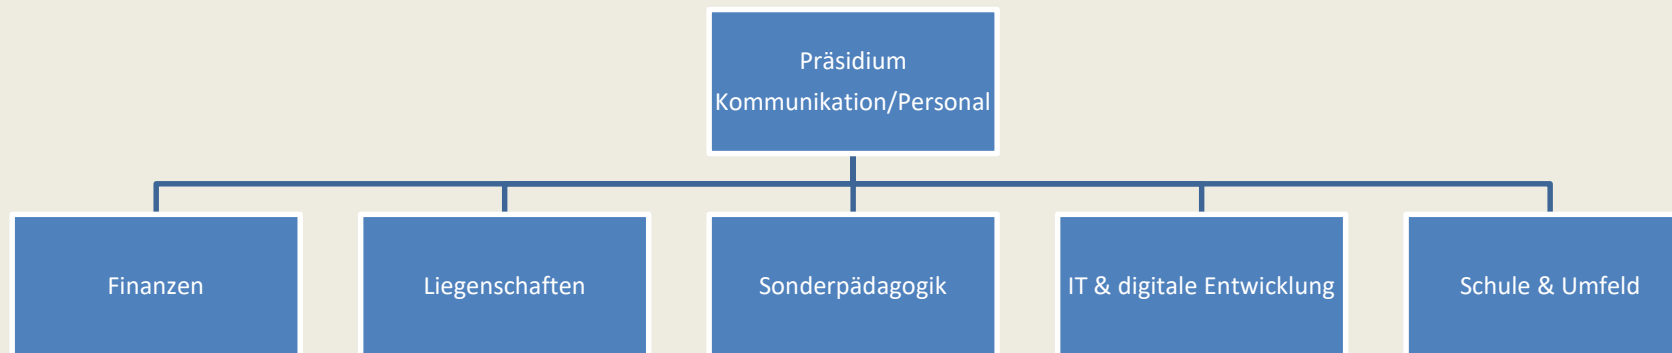 Präsidium
Kommunikation/Personal
Finanzen
Liegenschaften
Sonderpädagogik
IT & digitale Entwicklung
Schule & Umfeld